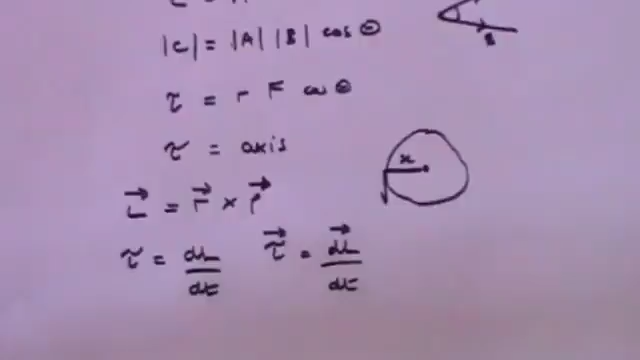 |C| = |A| |B| cos θ
B
τ = r F cos θ
τ = axis
x
L⃗ = r⃗ × p⃗
τ = dL/dt τ⃗ = dL⃗/dt